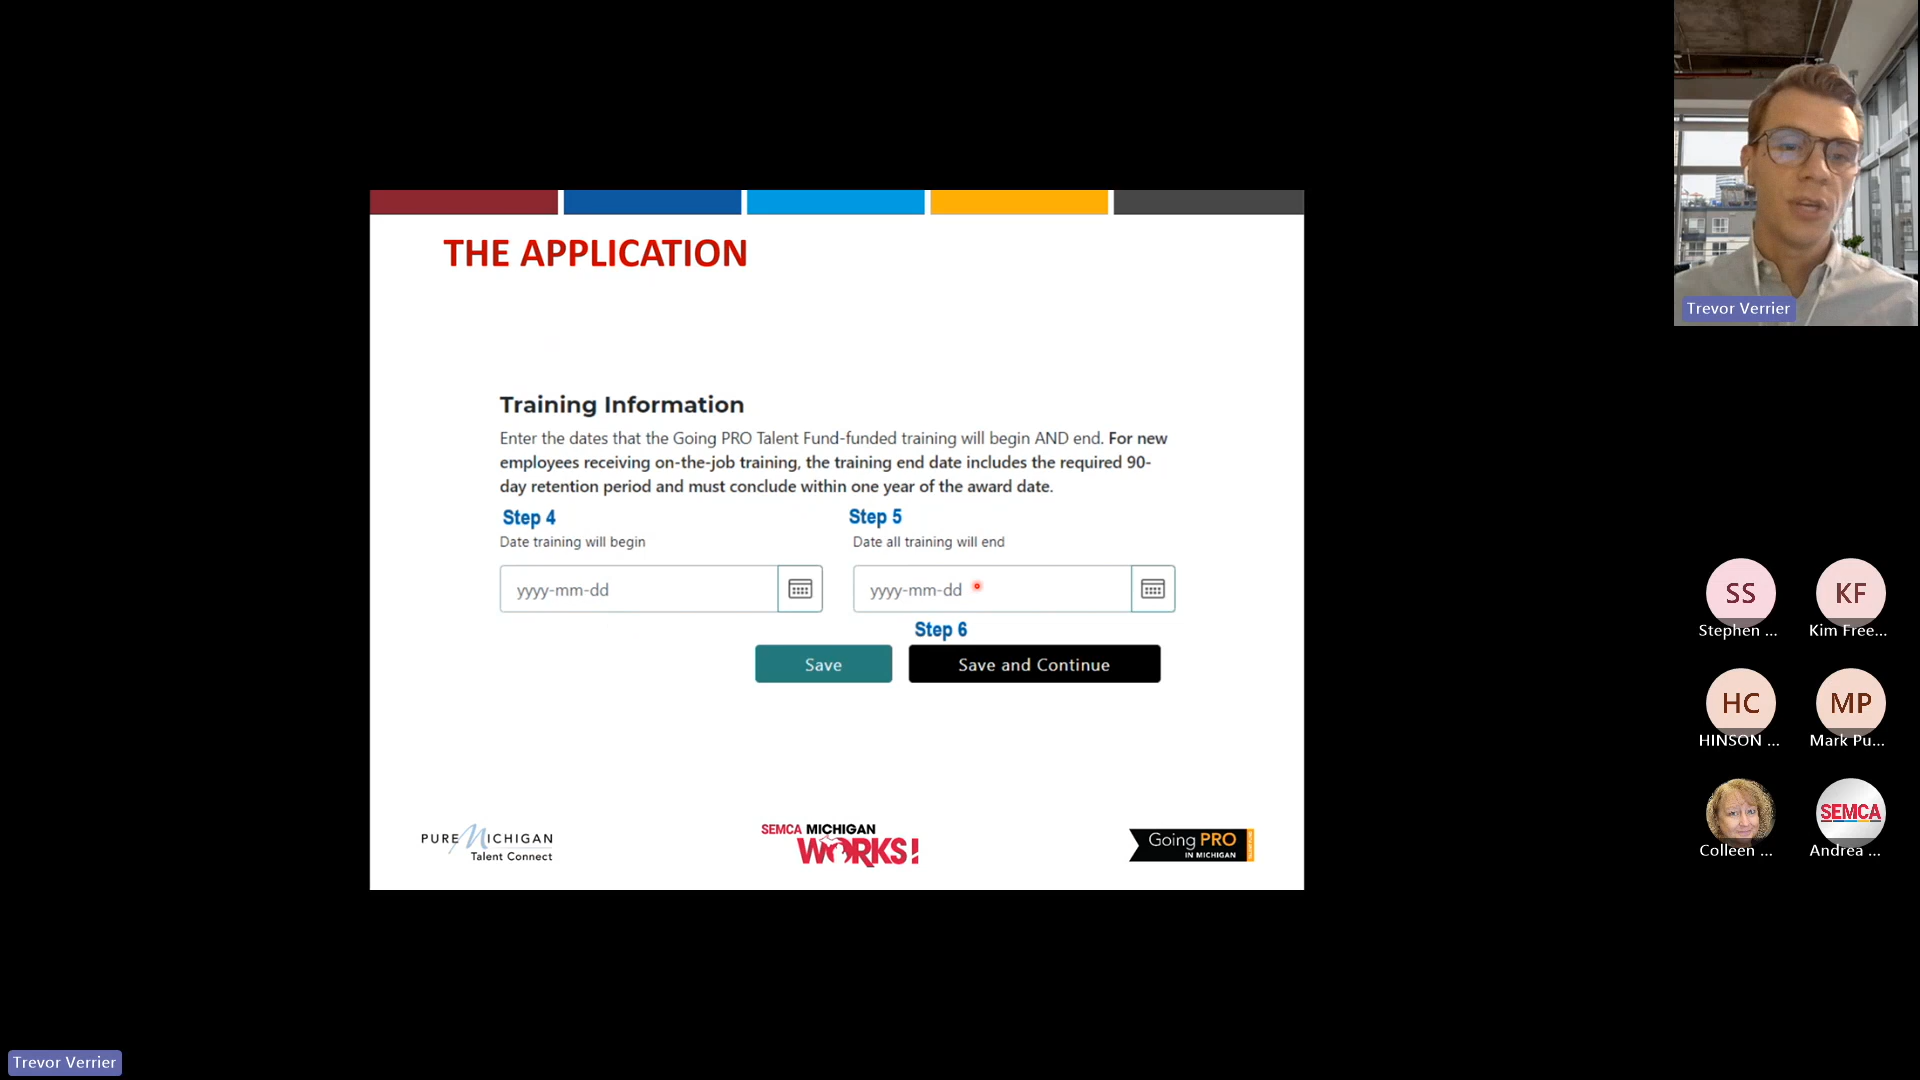 THE APPLICATION
Training Information
Enter the dates that the Going PRO Talent Fund-funded training will begin AND end. For new
employees receiving on-the-job training, the training end date includes the required 90-
day retention period and must conclude within one year of the award date.
Step 4
Step 5
Date training will begin
Date all training will end
yyyy-mm-dd
yyyy-mm-dd
Step 6
Save
Save and Continue
PURE MICHIGAN
Talent Connect
SEMCA MICHIGAN
WORKS!
Going PRO
IN MICHIGAN
Trevor Verrier
SS
KF
Stephen ...
Kim Free...
HC
MP
HINSON ...
Mark Pu...
SEMCA
Colleen ...
Andrea ...
Trevor Verrier